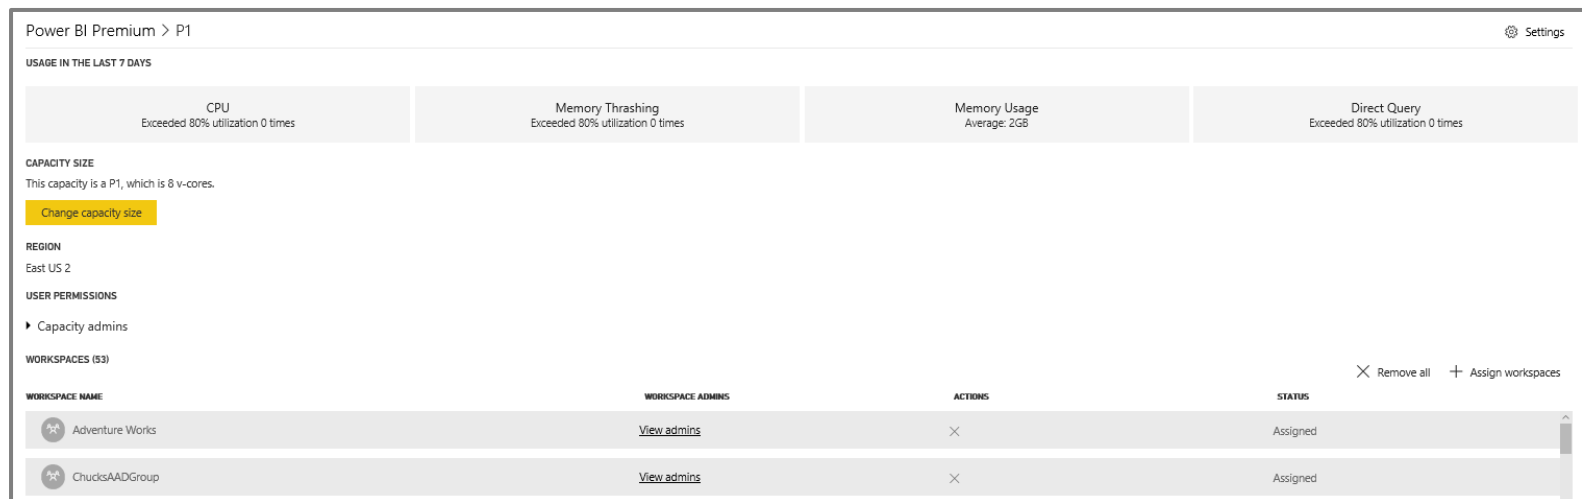 Power BI Premium > P1
Settings
USAGE IN THE LAST 7 DAYS
CPU
Exceeded 80% utilization 0 times
Memory Thrashing
Exceeded 80% utilization 0 times
Memory Usage
Average: 2GB
Direct Query
Exceeded 80% utilization 0 times
CAPACITY SIZE
This capacity is a P1, which is 8 v-cores.
Change capacity size
REGION
East US 2
USER PERMISSIONS
Capacity admins
WORKSPACES (53)
Remove all
Assign workspaces
WORKSPACE NAME WORKSPACE ADMINS ACTIONS STATUS
Adventure Works View admins Assigned
ChucksAADGroup View admins Assigned